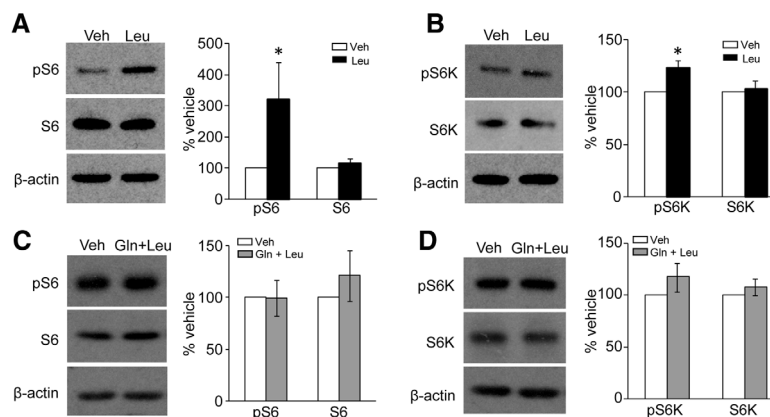 A
Veh Leu
pS6
S6
β-actin
500
400
300
200
100
0
% vehicle
*
Veh
Leu
pS6 S6
B
Veh Leu
pS6K
S6K
β-actin
150
100
50
0
% vehicle
*
Veh
Leu
pS6K S6K
C
Veh Gln+Leu
pS6
S6
β-actin
150
100
50
0
% vehicle
Veh
Gln + Leu
pS6 S6
D
Veh Gln+Leu
pS6K
S6K
β-actin
150
100
50
0
% vehicle
Veh
Gln + Leu
pS6K S6K